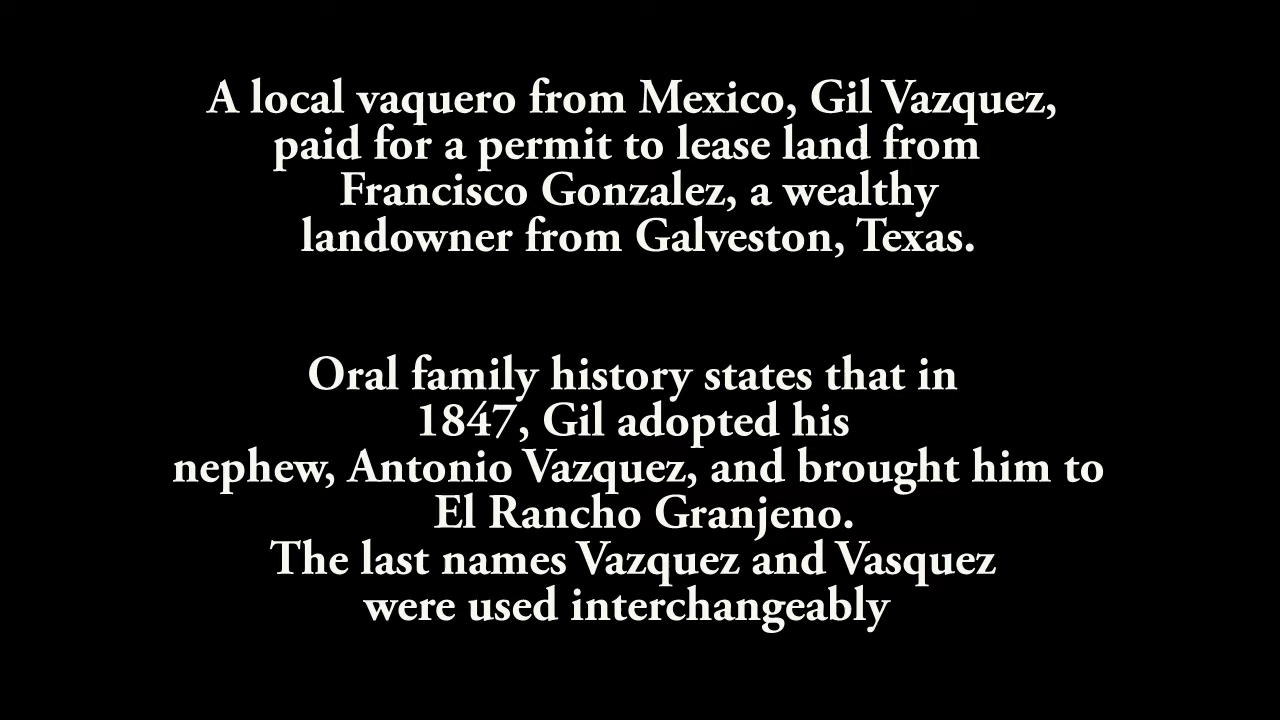 A local vaquero from Mexico, Gil Vazquez,
paid for a permit to lease land from
Francisco Gonzalez, a wealthy
landowner from Galveston, Texas.
Oral family history states that in
1847, Gil adopted his
nephew, Antonio Vazquez, and brought him to
El Rancho Granjeno.
The last names Vazquez and Vasquez
were used interchangeably